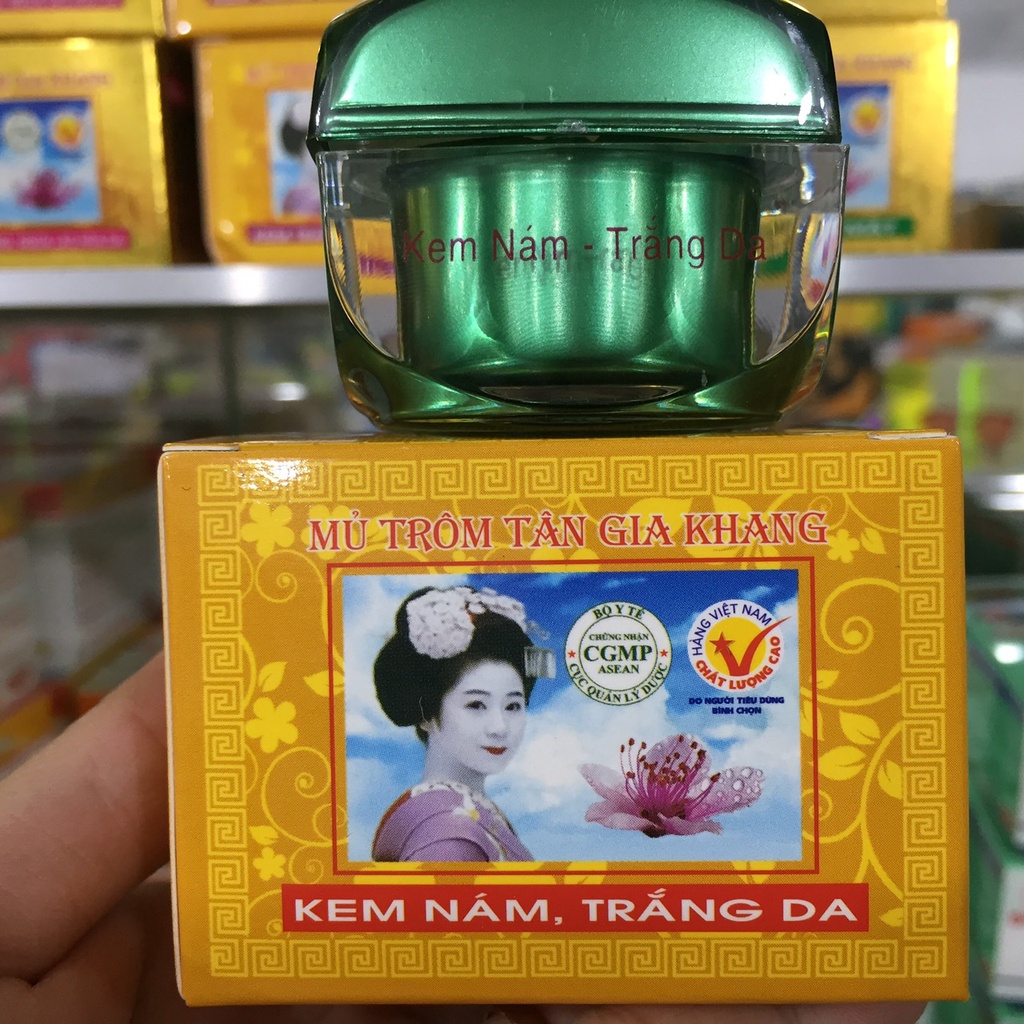 Kem Nám - Trắng Da
MỦ TRÔM TÂN GIA KHANG
BỘ Y TẾ
CHỨNG NHẬN
CGMP
ASEAN
CỤC QUẢN LÝ DƯỢC
HÀNG VIỆT NAM
CHẤT LƯỢNG CAO
DO NGƯỜI TIÊU DÙNG
BÌNH CHỌN
KEM NÁM, TRẮNG DA